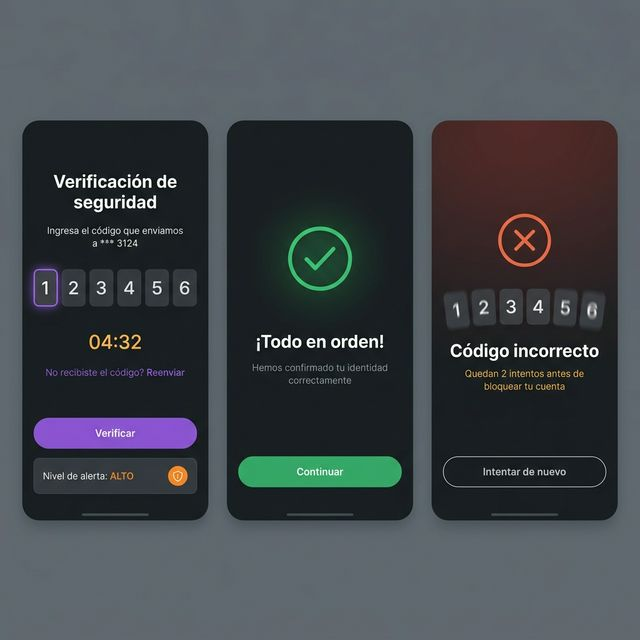 Verificación de
seguridad
Ingresa el código que enviamos
a *** 3124
1 2 3 4 5 6
04:32
No recibiste el código? Reenviar
Verificar
Nivel de alerta: ALTO
¡Todo en orden!
Hemos confirmado tu identidad
correctamente
Continuar
1 2 3 4 5 6
Código incorrecto
Quedan 2 intentos antes de
bloquear tu cuenta
Intentar de nuevo